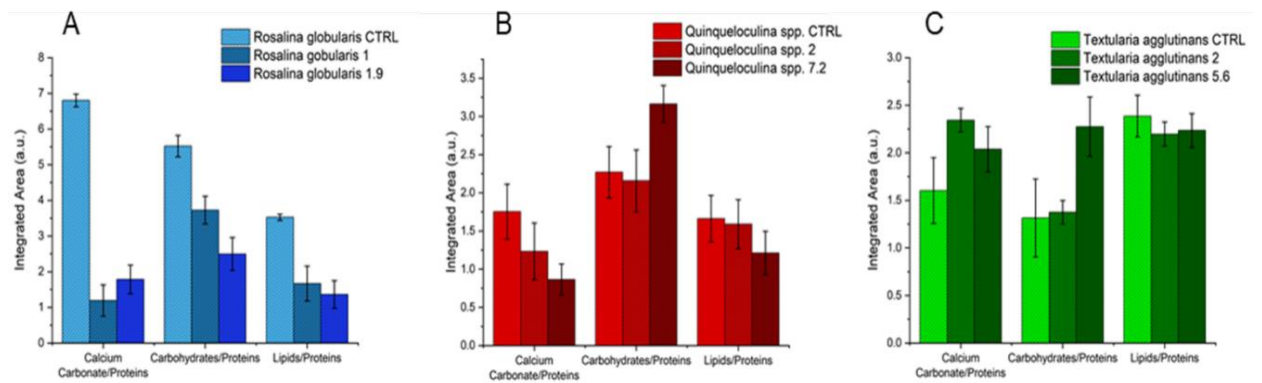 A
Rosalina globularis CTRL
Rosalina gobularis 1
Rosalina globularis 1.9
Integrated Area (a.u.)
8
7
6
5
4
3
2
1
0
Calcium
Carbonate/Proteins
Carbohydrates/Proteins
Lipids/Proteins
B
Quinqueloculina spp. CTRL
Quinqueloculina spp. 2
Quinqueloculina spp. 7.2
Integrated Area (a.u.)
3.5
3.0
2.5
2.0
1.5
1.0
0.5
0.0
Calcium
Carbonate/Proteins
Carbohydrates/Proteins
Lipids/Proteins
C
Textularia agglutinans CTRL
Textularia agglutinans 2
Textularia agglutinans 5.6
Integrated Area (a.u.)
3.0
2.5
2.0
1.5
1.0
0.5
0.0
Calcium
Carbonate/Proteins
Carbohydrates/Proteins
Lipids/Proteins